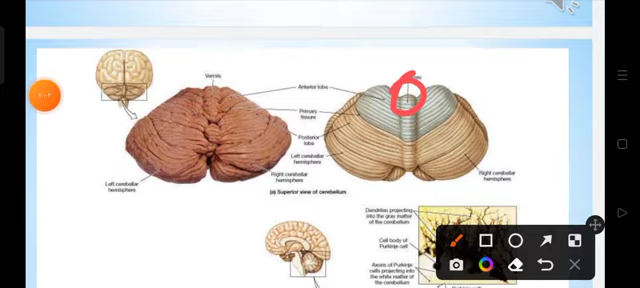 Vermis
Anterior lobe
Primary
fissure
Posterior
lobe
Left cerebellar
hemisphere
Right cerebellar
hemisphere
Left cerebellar
hemisphere
Right cerebellar
hemisphere
(a) Superior view of cerebellum
Dendrites projecting
into the gray matter
of the cerebellum
Cell body of
Purkinje cell
Axons of Purkinje
cells projecting into
the white matter of
the cerebellum